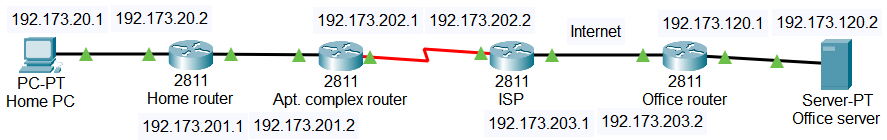 192.173.20.1
192.173.20.2
192.173.202.1
192.173.202.2
Internet
192.173.120.1
192.173.120.2
PC-PT
Home PC
2811
Home router
2811
Apt. complex router
2811
ISP
2811
Office router
Server-PT
Office server
192.173.201.1
192.173.201.2
192.173.203.1
192.173.203.2